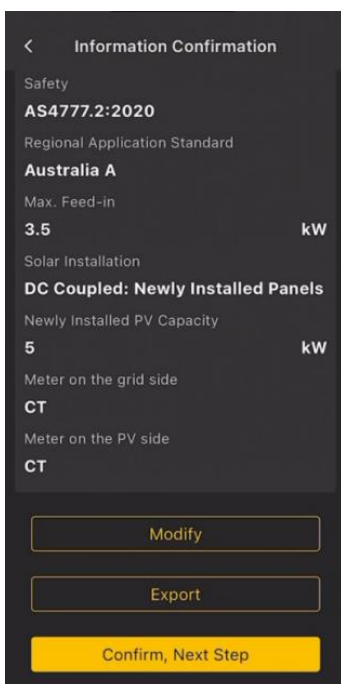 Information Confirmation
Safety
AS4777.2:2020
Regional Application Standard
Australia A
Max. Feed-in
3.5 kW
Solar Installation
DC Coupled: Newly Installed Panels
Newly Installed PV Capacity
5 kW
Meter on the grid side
CT
Meter on the PV side
CT
Modify
Export
Confirm, Next Step